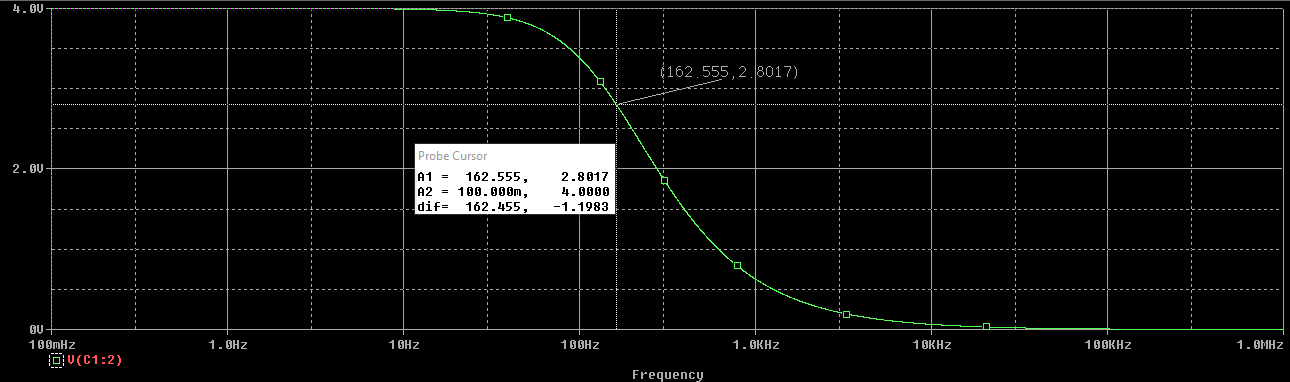 4.0V
(162.555,2.8017)
Probe Cursor
A1 = 162.555, 2.8017
2.0V
A2 = 100.000m, 4.0000
dif= 162.455, -1.1983
0V
100mHz 1.0Hz 10Hz 100Hz 1.0KHz 10KHz 100KHz 1.0MHz
V(C1:2)
Frequency